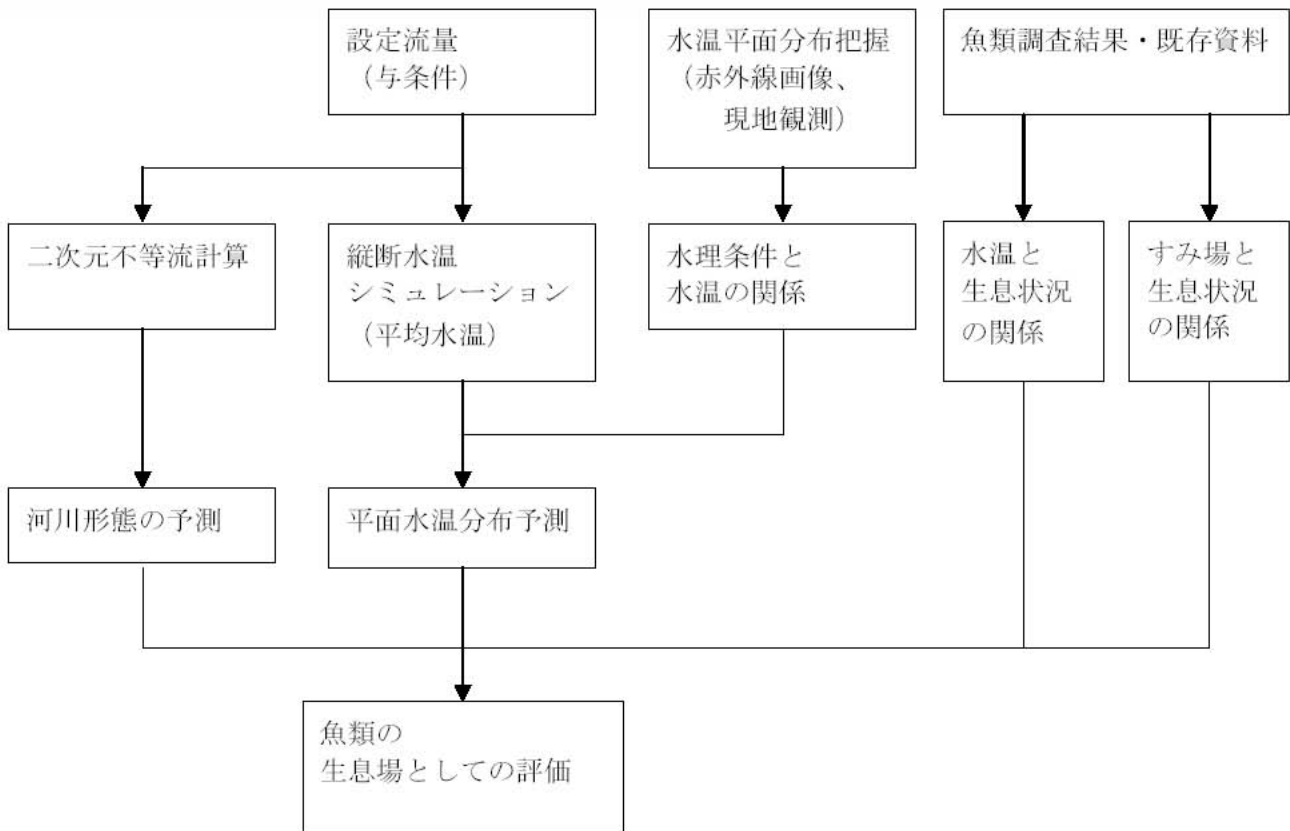 設定流量
（与条件）
水温平面分布把握
（赤外線画像、
現地観測）
魚類調査結果・既存資料
二次元不等流計算
縦断水温
シミュレーション
（平均水温）
水理条件と
水温の関係
水温と
生息状況
の関係
すみ場と
生息状況
の関係
河川形態の予測
平面水温分布予測
魚類の
生息場としての評価